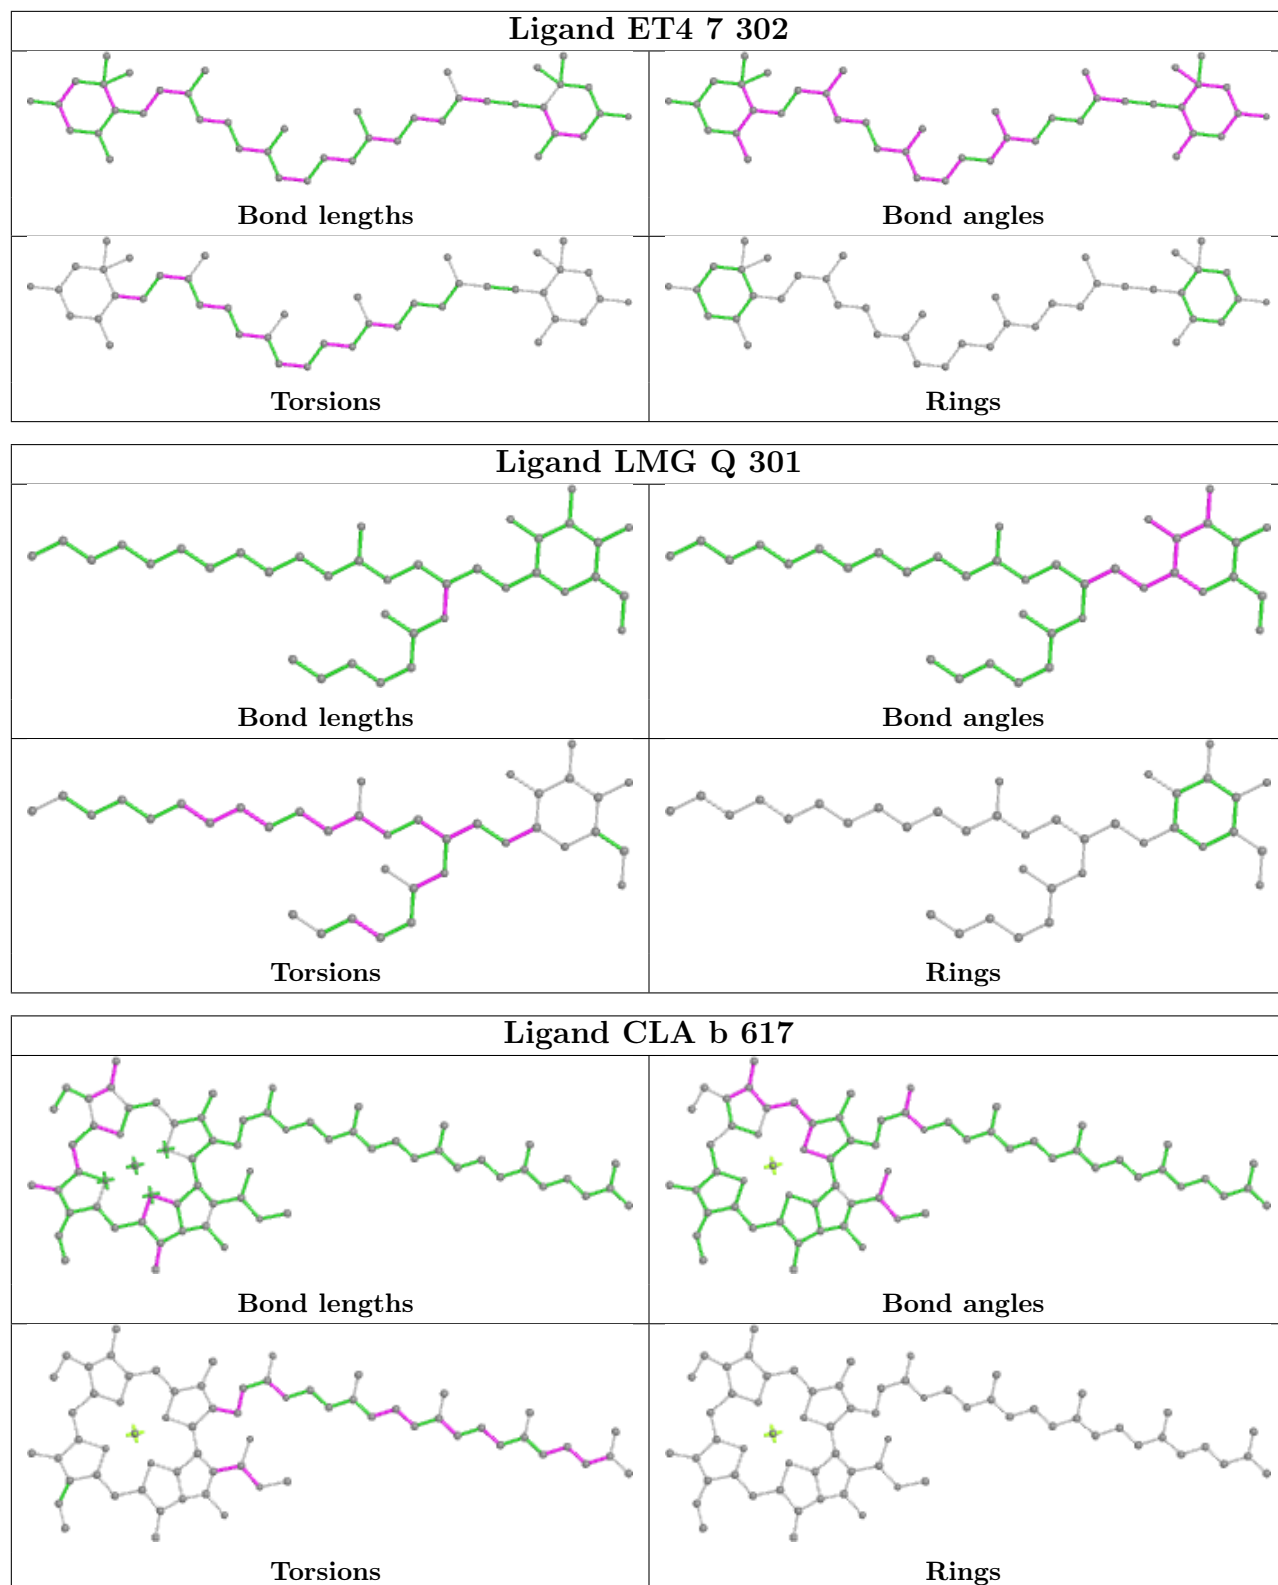 Ligand ET4 7 302
Bond lengths
Bond angles
Torsions
Rings
Ligand LMG Q 301
Bond lengths
Bond angles
Torsions
Rings
Ligand CLA b 617
Bond lengths
Bond angles
Torsions
Rings